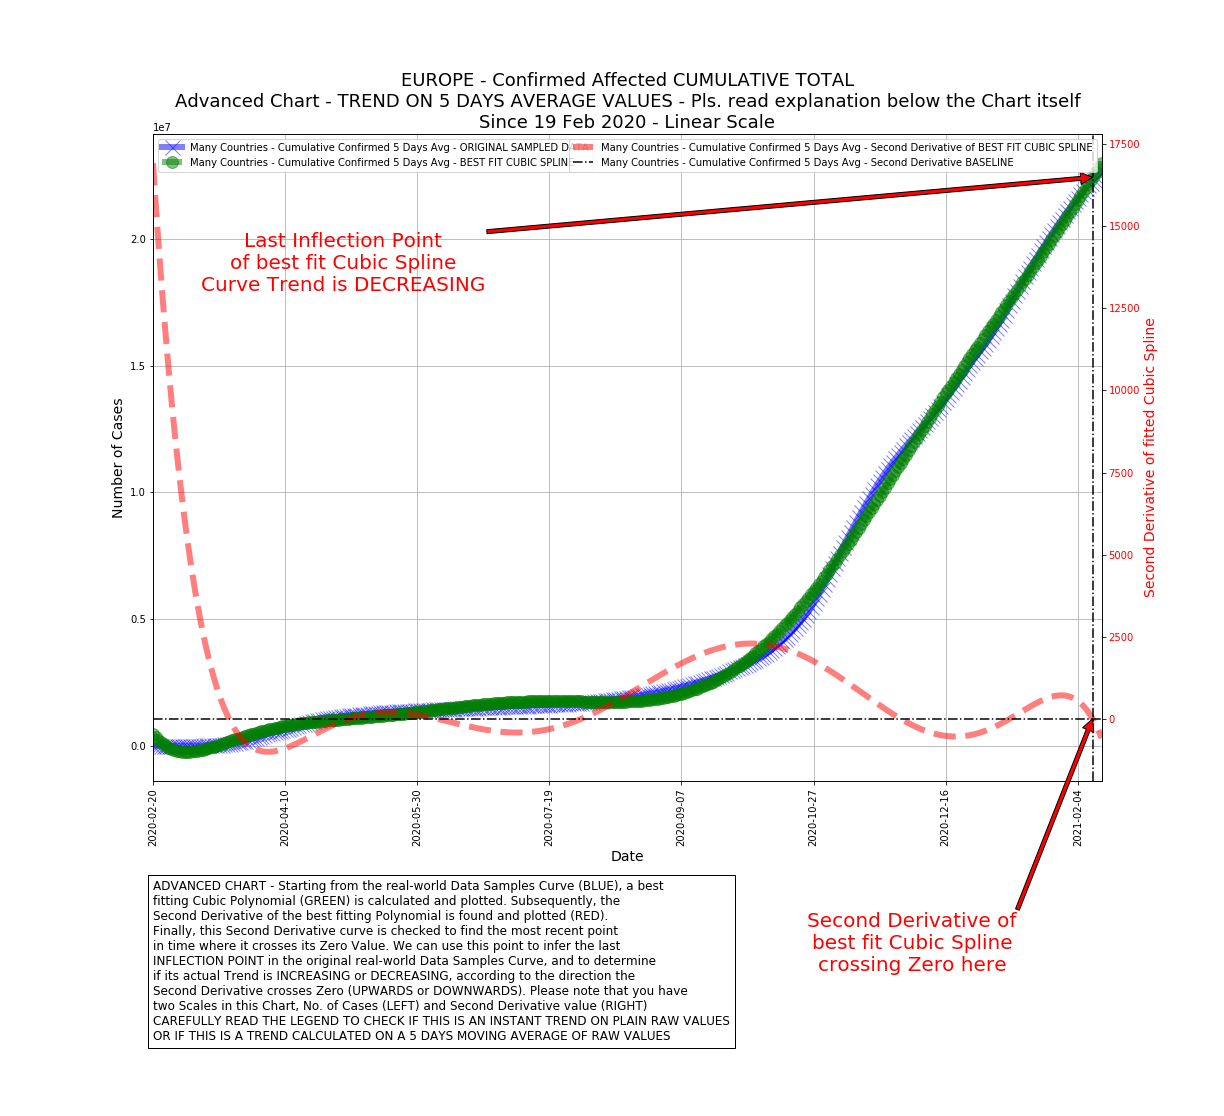 EUROPE - Confirmed Affected CUMULATIVE TOTAL
Advanced Chart - TREND ON 5 DAYS AVERAGE VALUES - Pls. read explanation below the Chart itself
Since 19 Feb 2020 - Linear Scale
1e7
Many Countries - Cumulative Confirmed 5 Days Avg - ORIGINAL SAMPLED
Many Countries - Cumulative Confirmed 5 Days Avg - BEST FIT CUBIC SPLINE
Many Countries - Cumulative Confirmed 5 Days Avg - Second Derivative of BEST FIT CUBIC SPLINE
Many Countries - Cumulative Confirmed 5 Days Avg - Second Derivative BASELINE
Last Inflection Point
of best fit Cubic Spline
Curve Trend is DECREASING
Number of Cases
2.0
1.5
1.0
0.5
0.0
17500
15000
12500
10000
7500
5000
2500
0
Second Derivative of fitted Cubic Spline
2020-02-20
2020-04-10
2020-05-30
2020-07-19
2020-09-07
2020-10-27
2020-12-16
2021-02-04
Date
ADVANCED CHART - Starting from the real-world Data Samples Curve (BLUE), a best
fitting Cubic Polynomial (GREEN) is calculated and plotted. Subsequently, the
Second Derivative of the best fitting Polynomial is found and plotted (RED).
Finally, this Second Derivative curve is checked to find the most recent point
in time where it crosses its Zero Value. We can use this point to infer the last
INFLECTION POINT in the original real-world Data Samples Curve, and to determine
if its actual Trend is INCREASING or DECREASING, according to the direction the
Second Derivative crosses Zero (UPWARDS or DOWNWARDS). Please note that you have
two Scales in this Chart, No. of Cases (LEFT) and Second Derivative value (RIGHT)
CAREFULLY READ THE LEGEND TO CHECK IF THIS IS AN INSTANT TREND ON PLAIN RAW VALUES
OR IF THIS IS A TREND CALCULATED ON A 5 DAYS MOVING AVERAGE OF RAW VALUES
Second Derivative of
best fit Cubic Spline
crossing Zero here